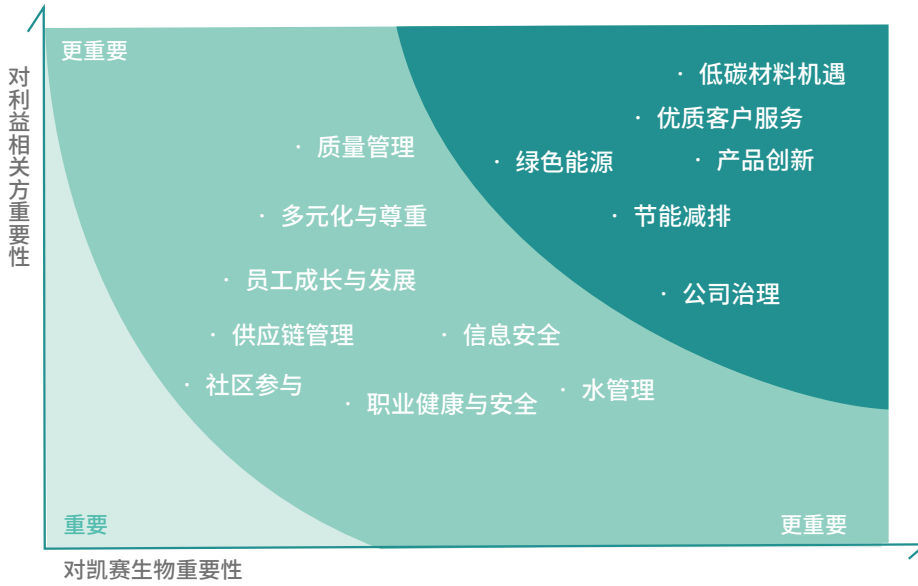 更重要
对利益相关方重要性
· 低碳材料机遇
· 优质客户服务
· 质量管理
· 绿色能源
· 产品创新
· 多元化与尊重
· 节能减排
· 员工成长与发展
· 公司治理
· 供应链管理
· 信息安全
· 社区参与
· 职业健康与安全
· 水管理
重要
更重要
对凯赛生物重要性